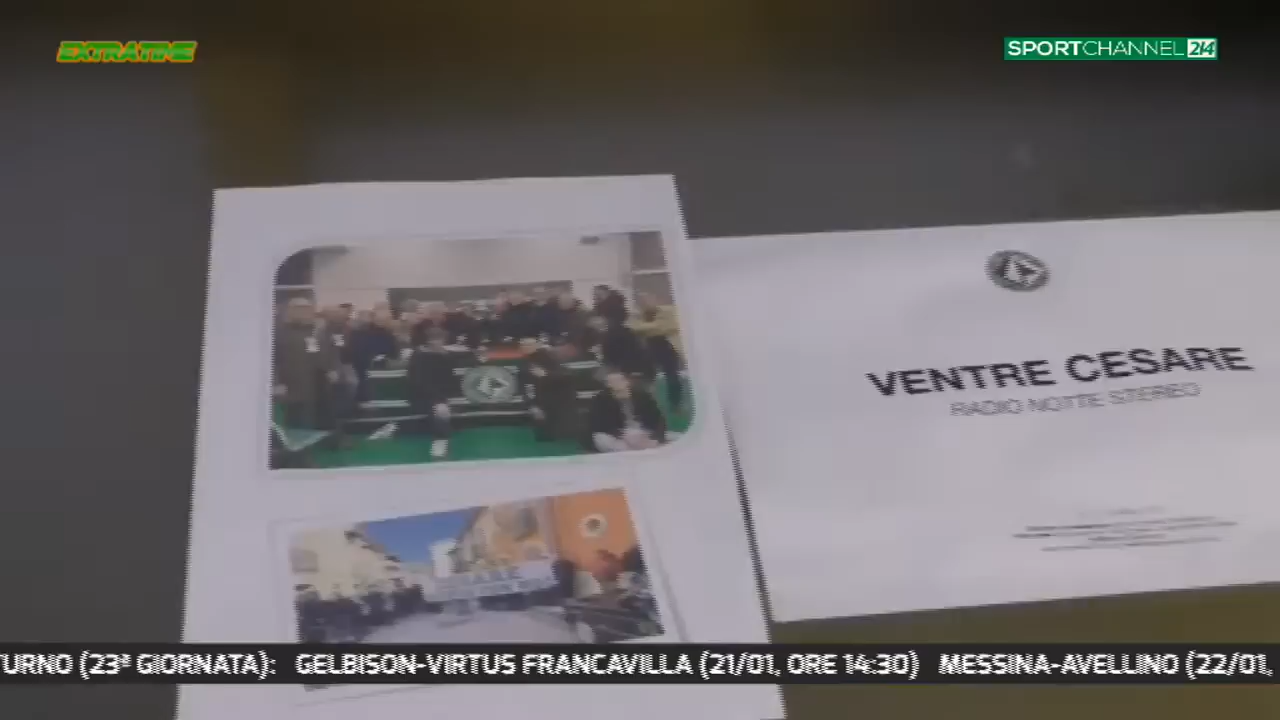 EXTRATIME
SPORTCHANNEL 214
VENTRE CESARE
RADIO NOTTE STEREO
TURNO (23ª GIORNATA): GELBISON-VIRTUS FRANCAVILLA (21/01, ORE 14:30) MESSINA-AVELLINO (22/01,